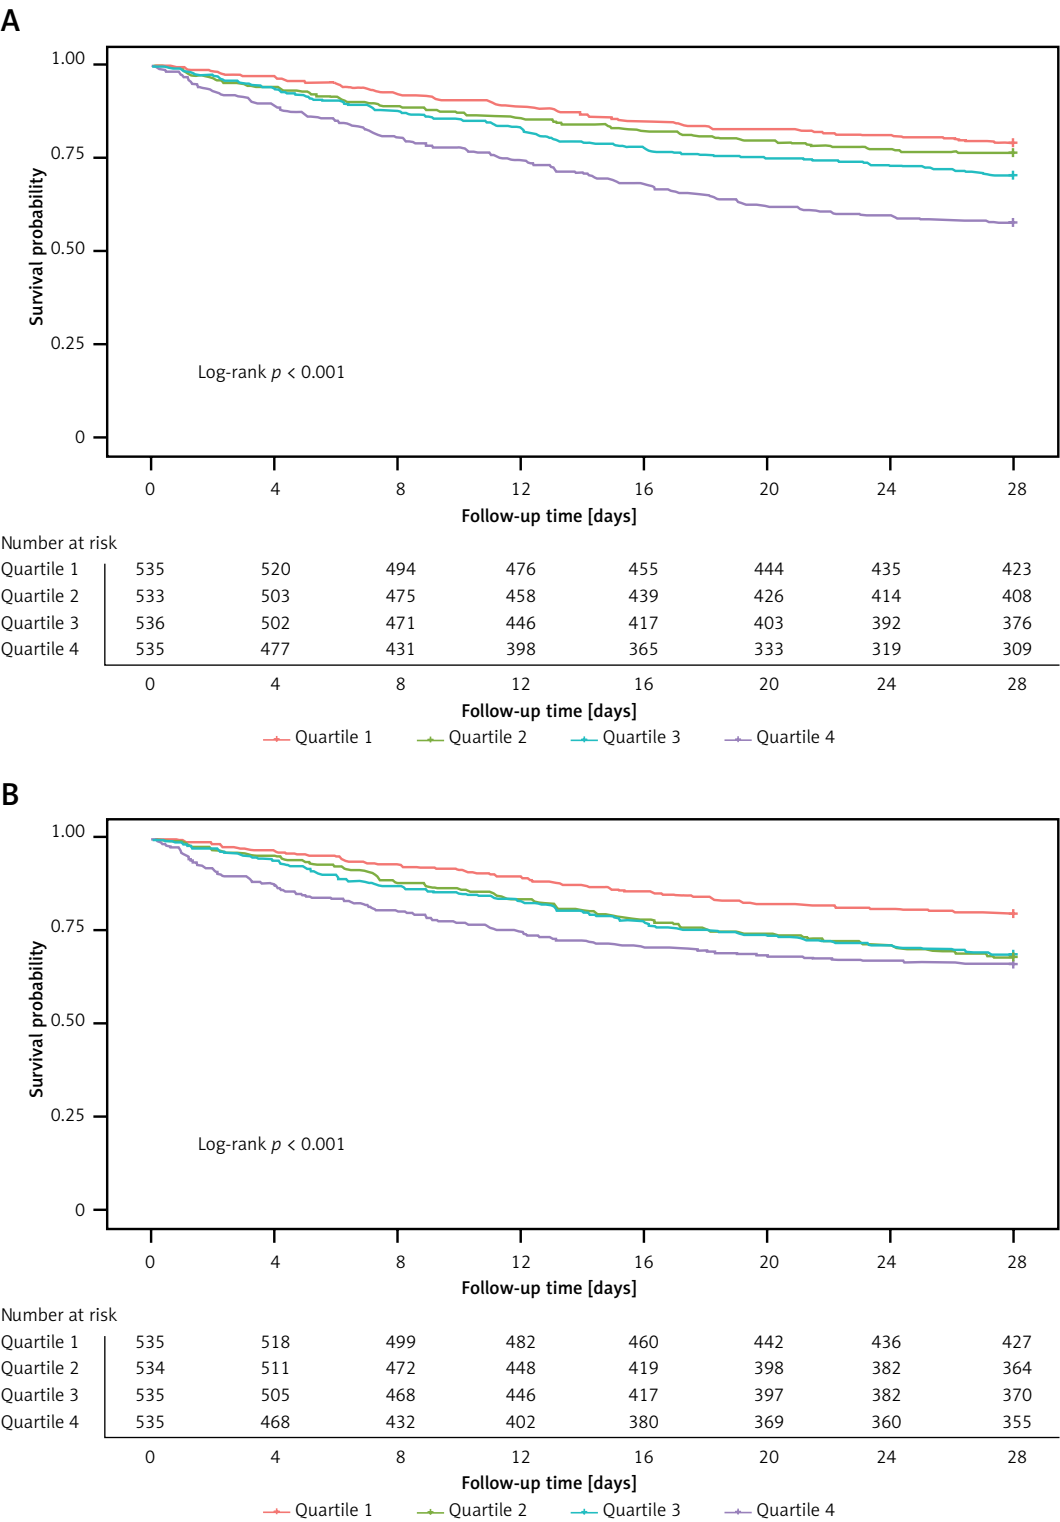 A
1.00
0.75
0.50
0.25
0
Survival probability
Log-rank p < 0.001
0 4 8 12 16 20 24 28
Follow-up time [days]
Number at risk
Quartile 1 535 520 494 476 455 444 435 423
Quartile 2 533 503 475 458 439 426 414 408
Quartile 3 536 502 471 446 417 403 392 376
Quartile 4 535 477 431 398 365 333 319 309
0 4 8 12 16 20 24 28
Follow-up time [days]
Quartile 1 Quartile 2 Quartile 3 Quartile 4
B
1.00
0.75
0.50
0.25
0
Survival probability
Log-rank p < 0.001
0 4 8 12 16 20 24 28
Follow-up time [days]
Number at risk
Quartile 1 535 518 499 482 460 442 436 427
Quartile 2 534 511 472 448 419 398 382 364
Quartile 3 535 505 468 446 417 397 382 370
Quartile 4 535 468 432 402 380 369 360 355
0 4 8 12 16 20 24 28
Follow-up time [days]
Quartile 1 Quartile 2 Quartile 3 Quartile 4